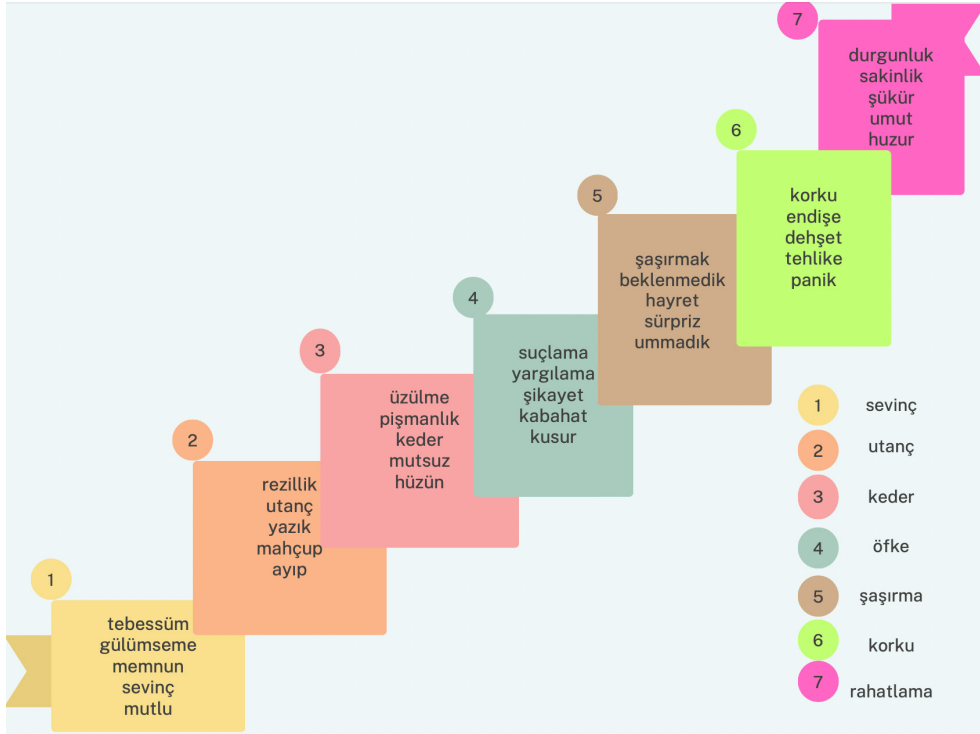 1
tebessüm
gülümseme
memnun
sevinç
mutlu
2
rezillik
utanç
yazık
mahçup
ayıp
3
üzülme
pişmanlık
keder
mutsuz
hüzün
4
suçlama
yargılama
şikayet
kabahat
kusur
5
şaşırmak
beklenmedik
hayret
sürpriz
ummadık
6
korku
endişe
dehşet
tehlike
panik
7
durgunluk
sakinlik
şükür
umut
huzur
1 sevinç
2 utanç
3 keder
4 öfke
5 şaşırma
6 korku
7 rahatlama